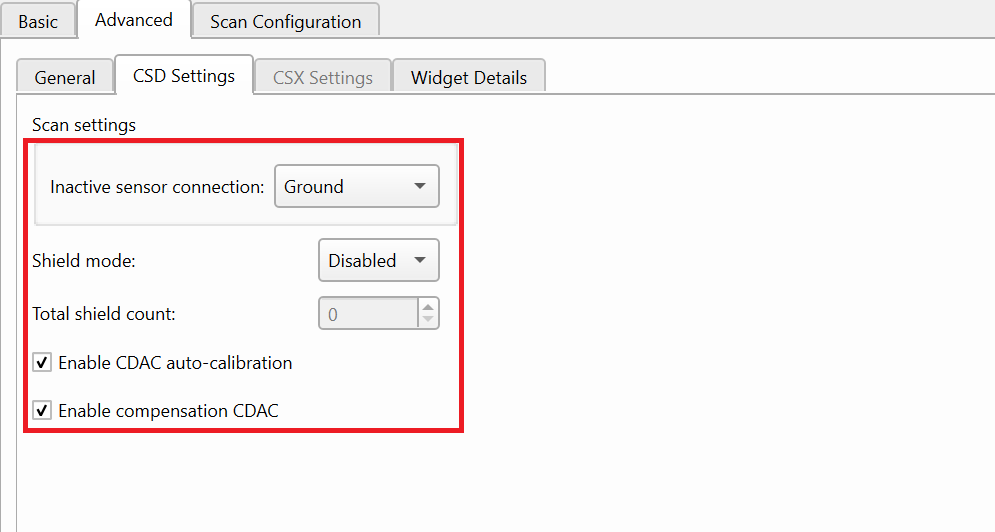 Basic Advanced Scan Configuration
General CSD Settings CSX Settings Widget Details
Scan settings
Inactive sensor connection: Ground
Shield mode: Disabled
Total shield count: 0
Enable CDAC auto-calibration
Enable compensation CDAC